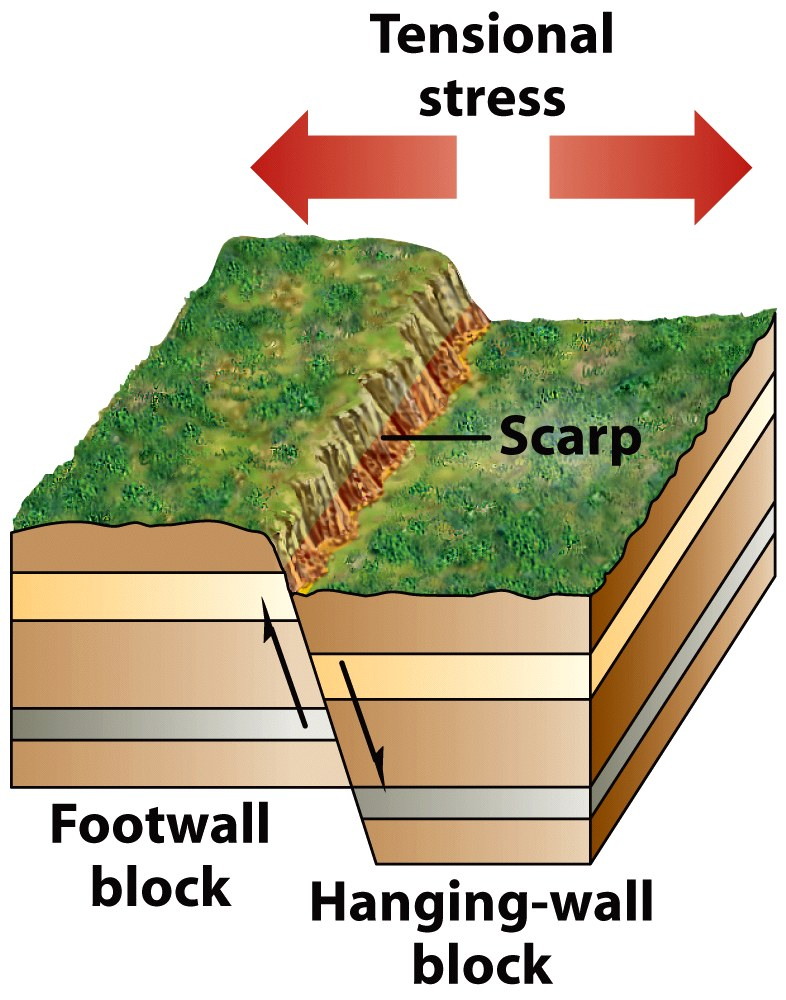 Tensional
stress
Scarp
Footwall
block
Hanging-wall
block